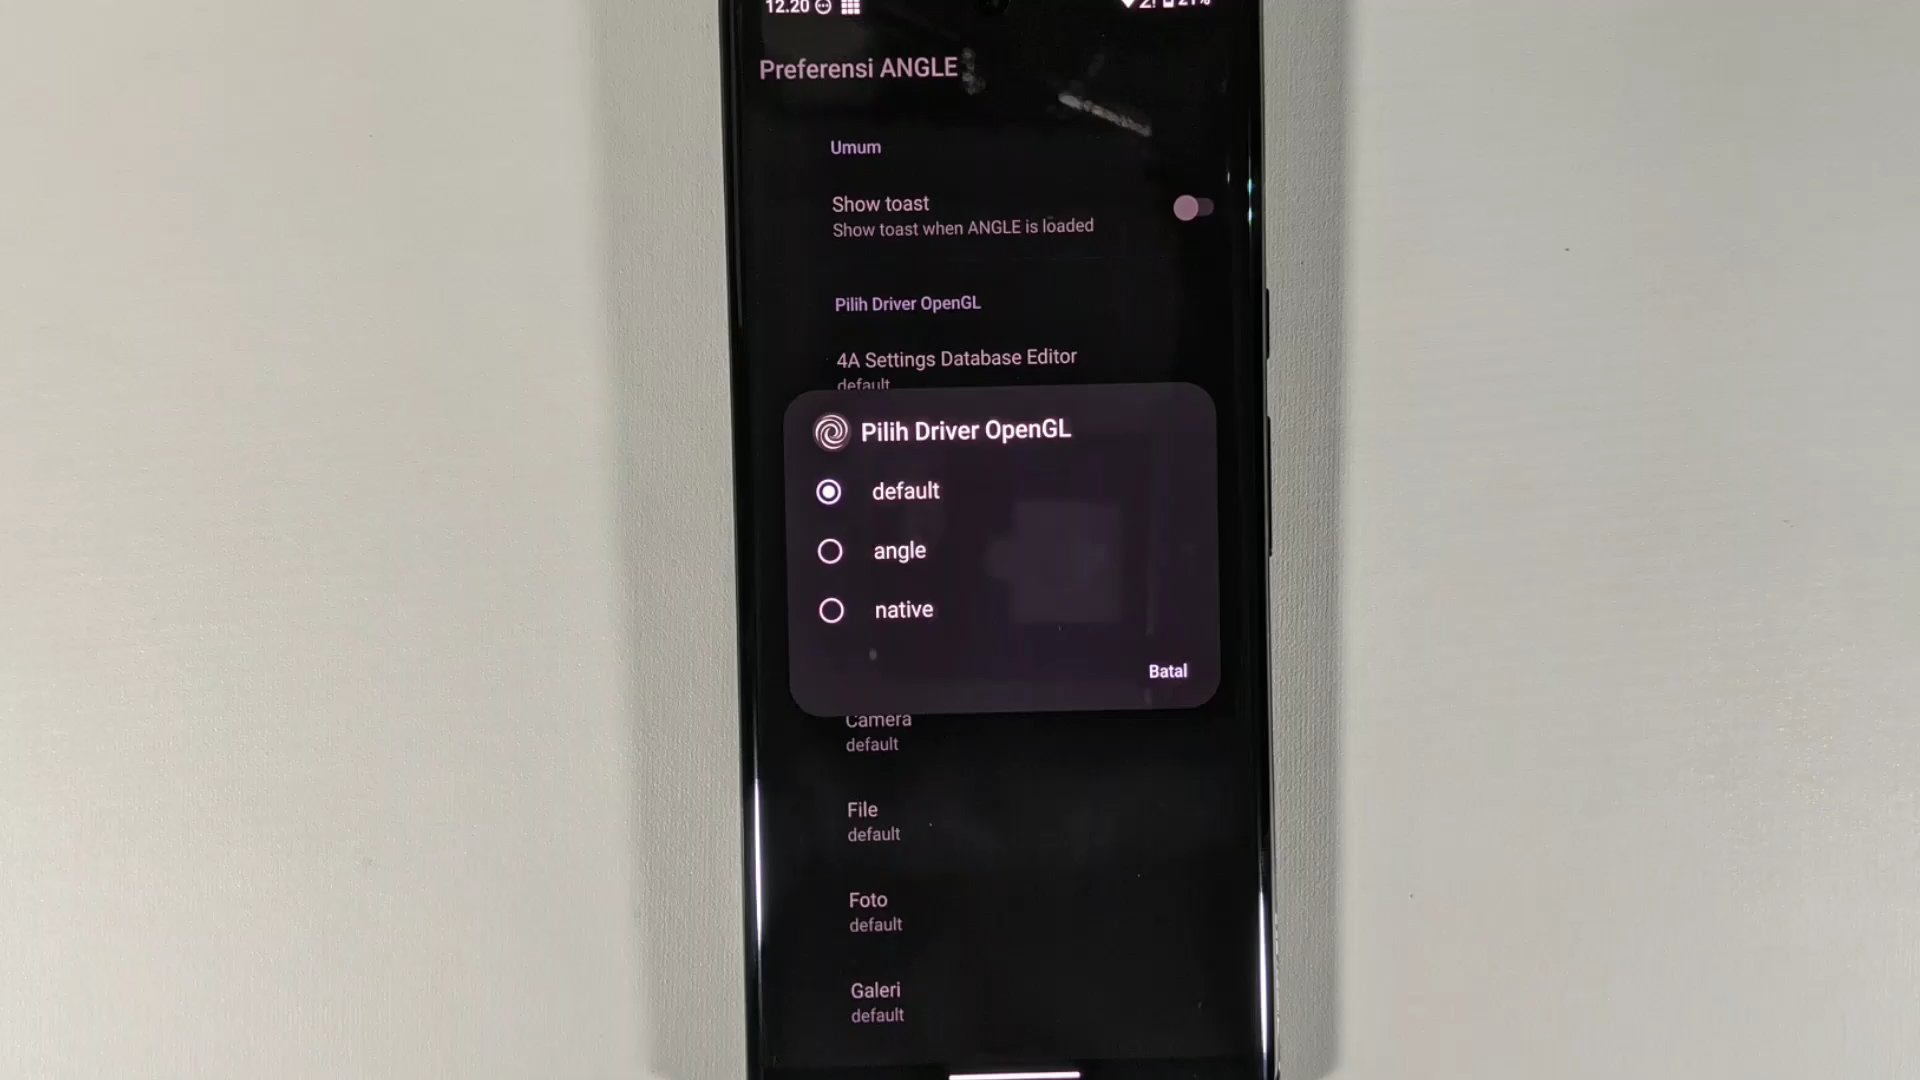 12.20
21%
Preferensi ANGLE
Umum
Show toast
Show toast when ANGLE is loaded
Pilih Driver OpenGL
4A Settings Database Editor
default
Pilih Driver OpenGL
default
angle
native
Batal
Camera
default
File
default
Foto
default
Galeri
default